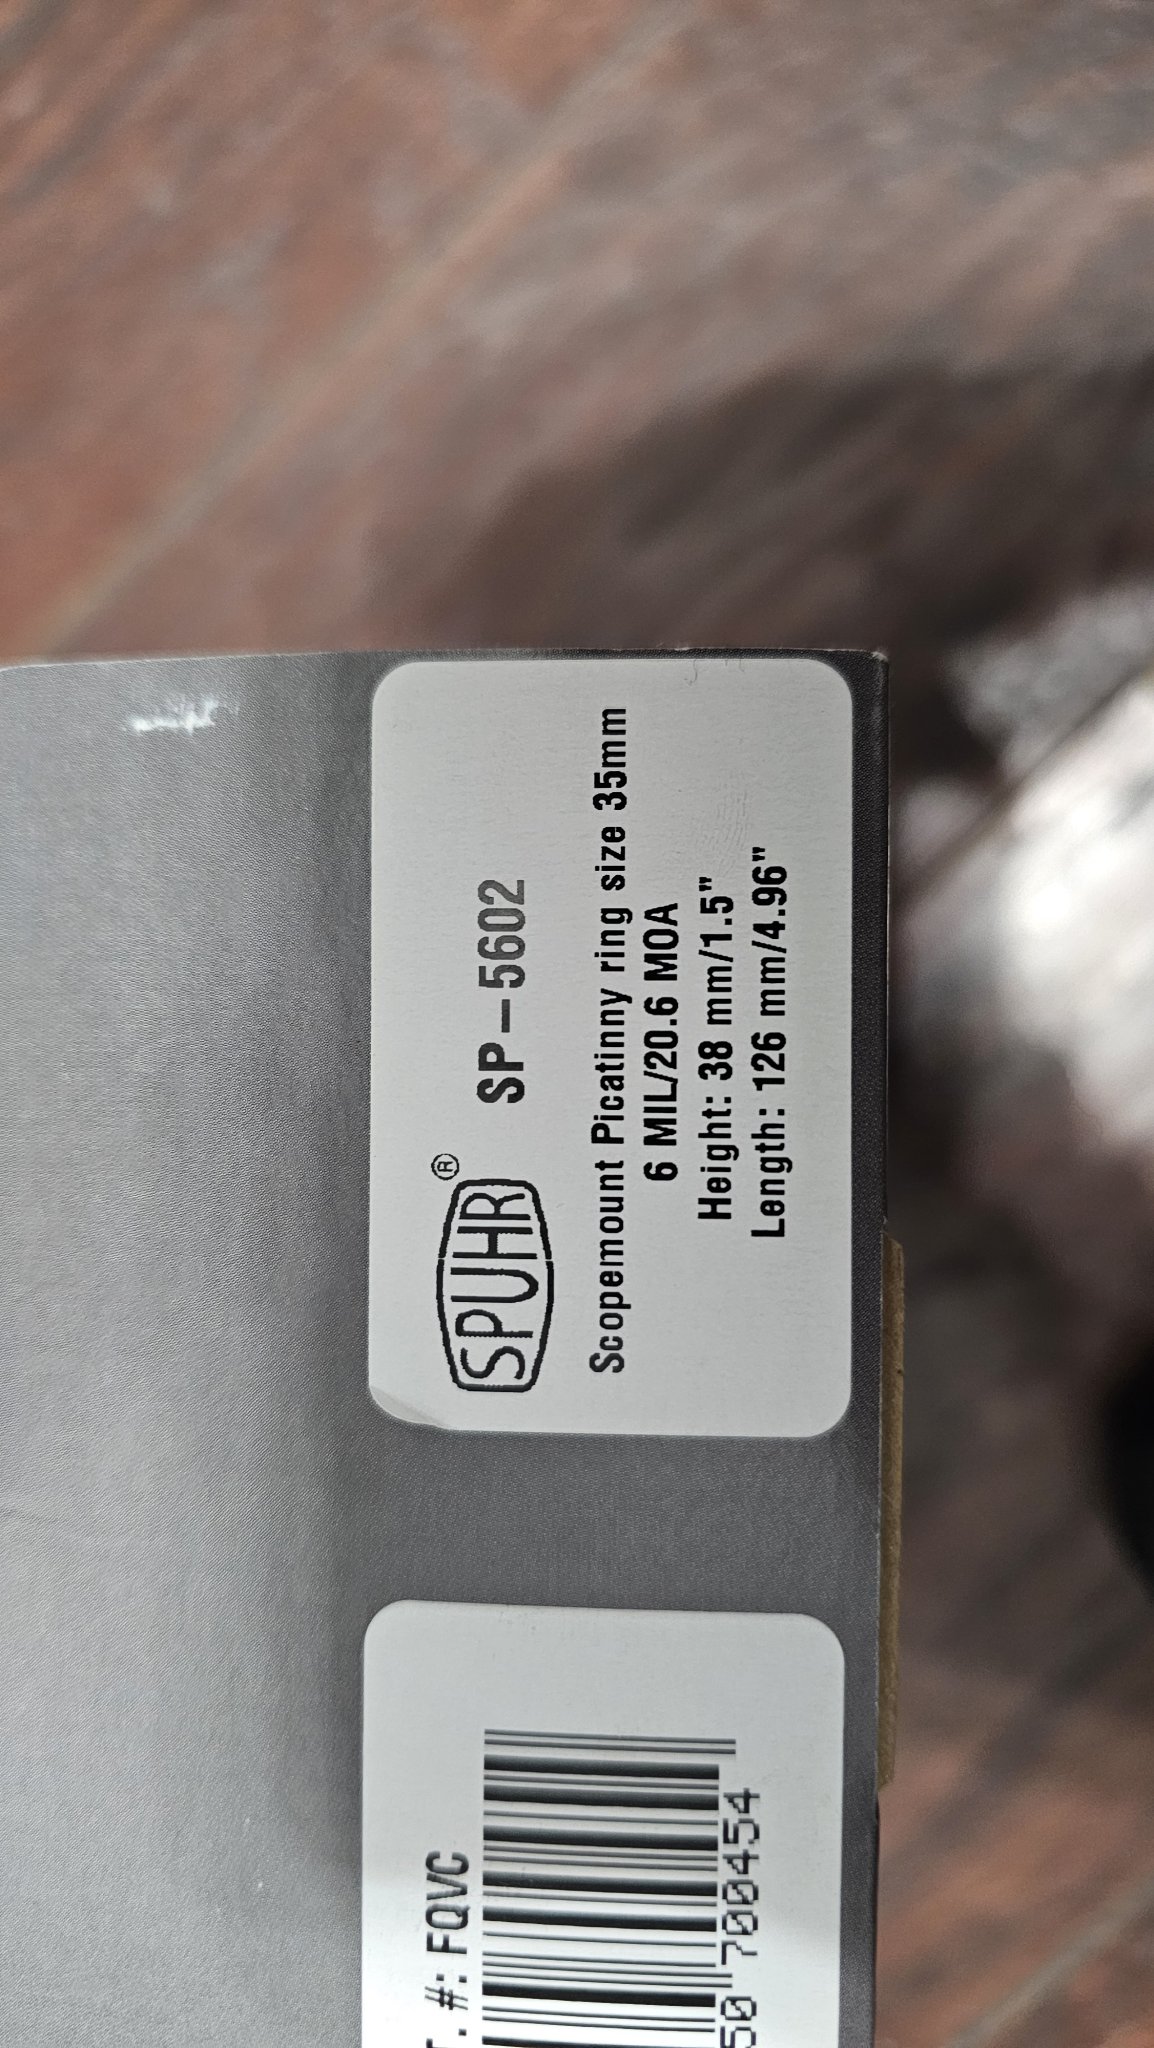 SPUHR® SP-5602
Scopemount Picatinny ring size 35mm
6 MIL/20.6 MOA
Height: 38 mm/1.5"
Length: 126 mm/4.96"
T. #: FQVC
50 700454